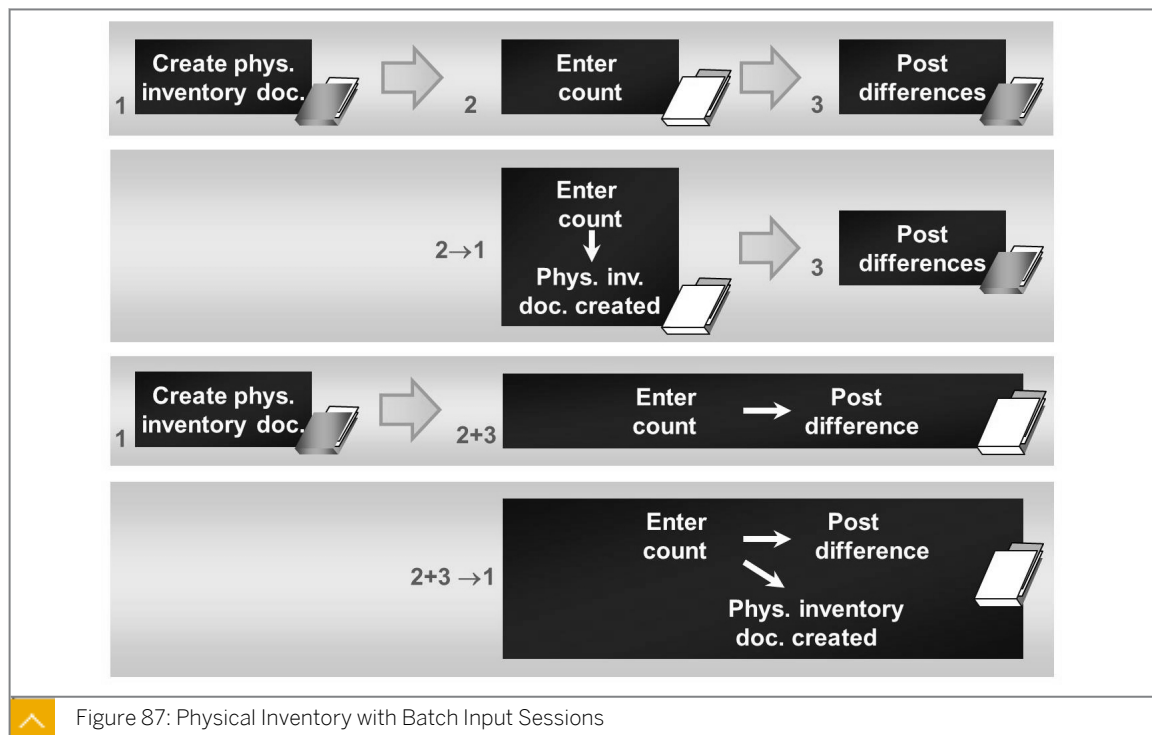 Create phys.
inventory doc.
1
Enter
count
2
Post
differences
3
Enter
count
Phys. inv.
doc. created
2→1
Post
differences
3
Create phys.
inventory doc.
1
Enter
count
Post
difference
2+3
Enter
count
Post
difference
2+3 →1
Phys. inventory
doc. created
Figure 87: Physical Inventory with Batch Input Sessions